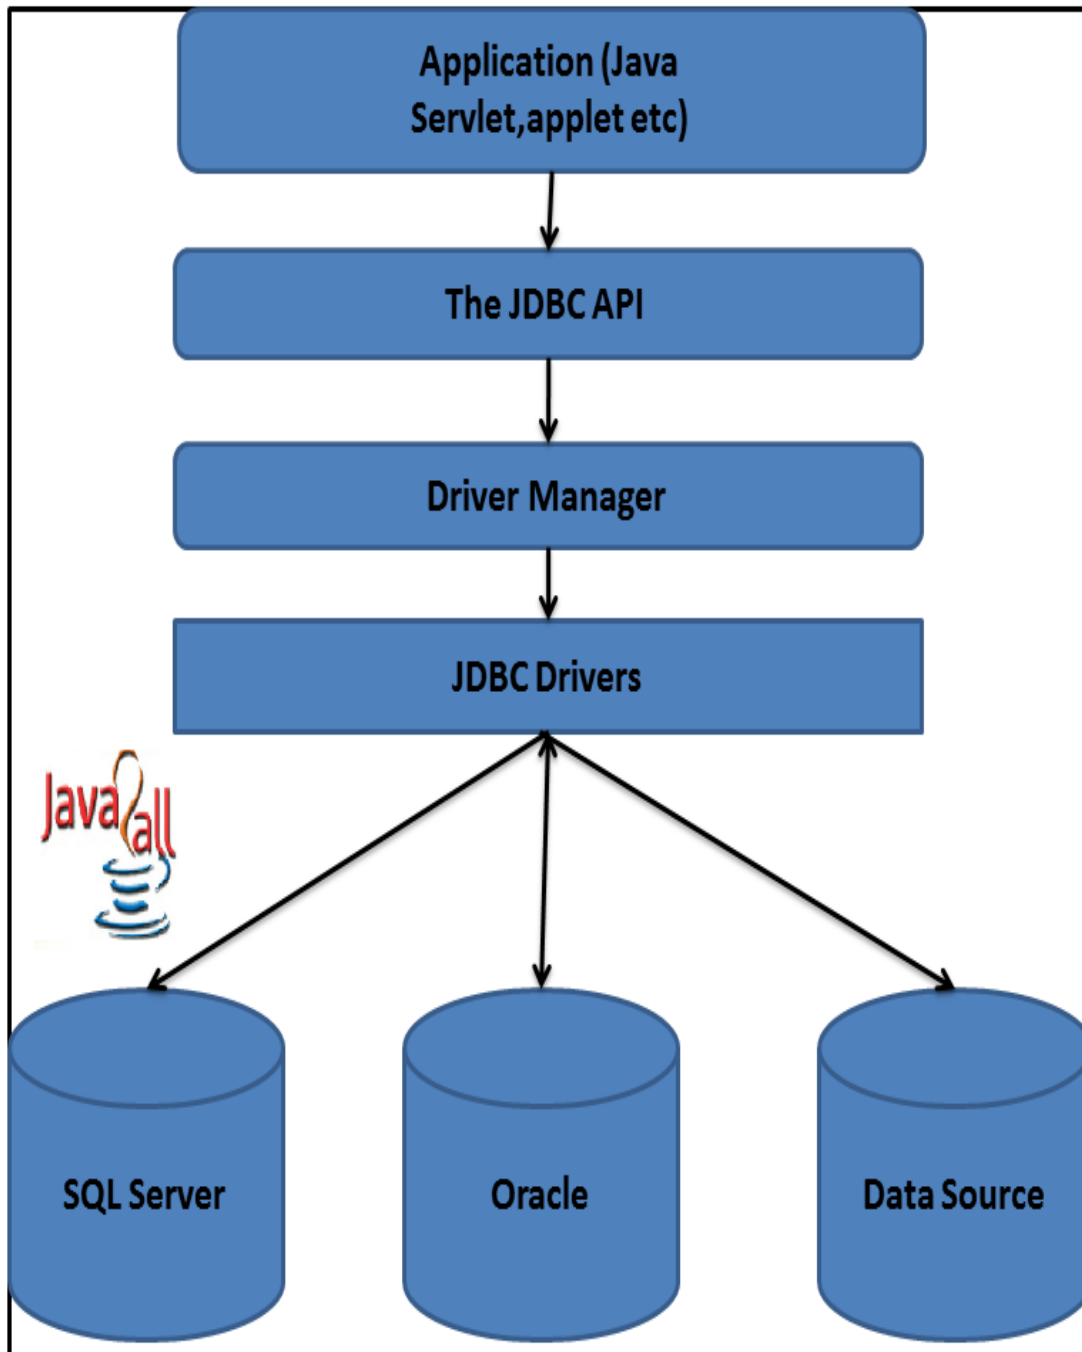 Application (Java
Servlet,applet etc)
The JDBC API
Driver Manager
JDBC Drivers
Java2all
SQL Server
Oracle
Data Source